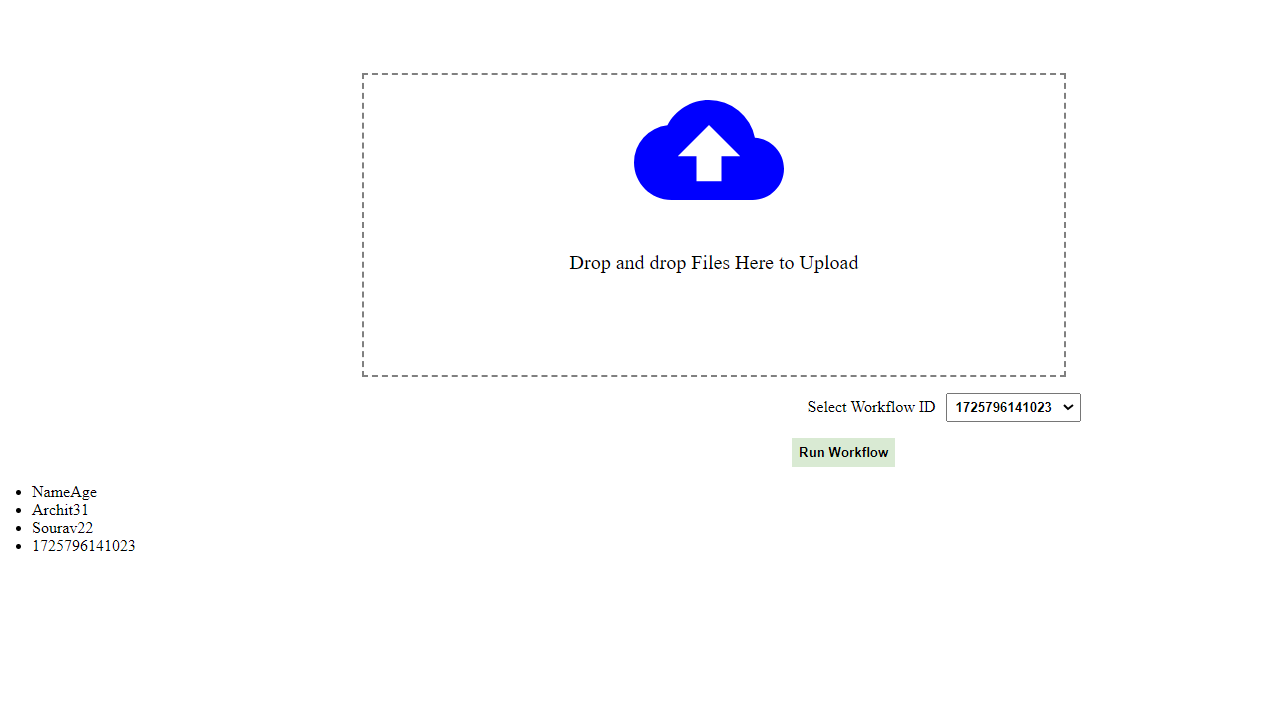 Drop and drop Files Here to Upload
Select Workflow ID 1725796141023
Run Workflow
NameAge
Archit31
Sourav22
1725796141023